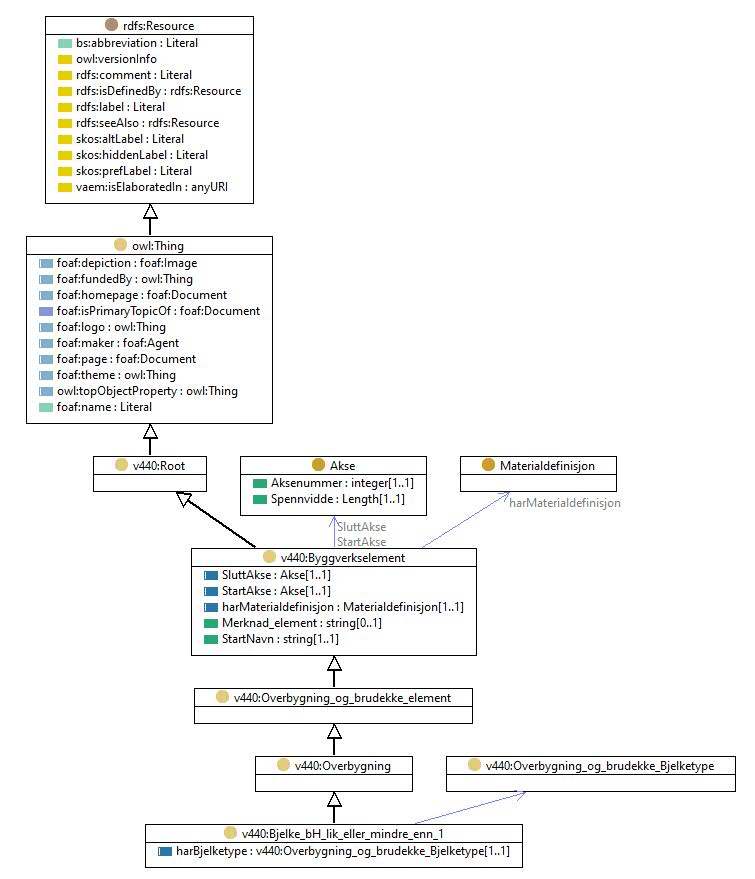 rdfs:Resource
bs:abbreviation : Literal
owl:versionInfo
rdfs:comment : Literal
rdfs:isDefinedBy : rdfs:Resource
rdfs:label : Literal
rdfs:seeAlso : rdfs:Resource
skos:altLabel : Literal
skos:hiddenLabel : Literal
skos:prefLabel : Literal
vaem:isElaboratedIn : anyURI
owl:Thing
foaf:depiction : foaf:Image
foaf:fundedBy : owl:Thing
foaf:homepage : foaf:Document
foaf:isPrimaryTopicOf : foaf:Document
foaf:logo : owl:Thing
foaf:maker : foaf:Agent
foaf:page : foaf:Document
foaf:theme : owl:Thing
owl:topObjectProperty : owl:Thing
foaf:name : Literal
v440:Root
Akse
Aksenummer : integer[1..1]
Spennvidde : Length[1..1]
Materialdefinisjon
harMaterialdefinisjon
SluttAkse
StartAkse
v440:Byggverkselement
SluttAkse : Akse[1..1]
StartAkse : Akse[1..1]
harMaterialdefinisjon : Materialdefinisjon[1..1]
Merknad_element : string[0..1]
StartNavn : string[1..1]
v440:Overbygning_og_brudekke_element
v440:Overbygning
v440:Overbygning_og_brudekke_Bjelketype
v440:Bjelke_bH_lik_eller_mindre_enn_1
harBjelketype : v440:Overbygning_og_brudekke_Bjelketype[1..1]